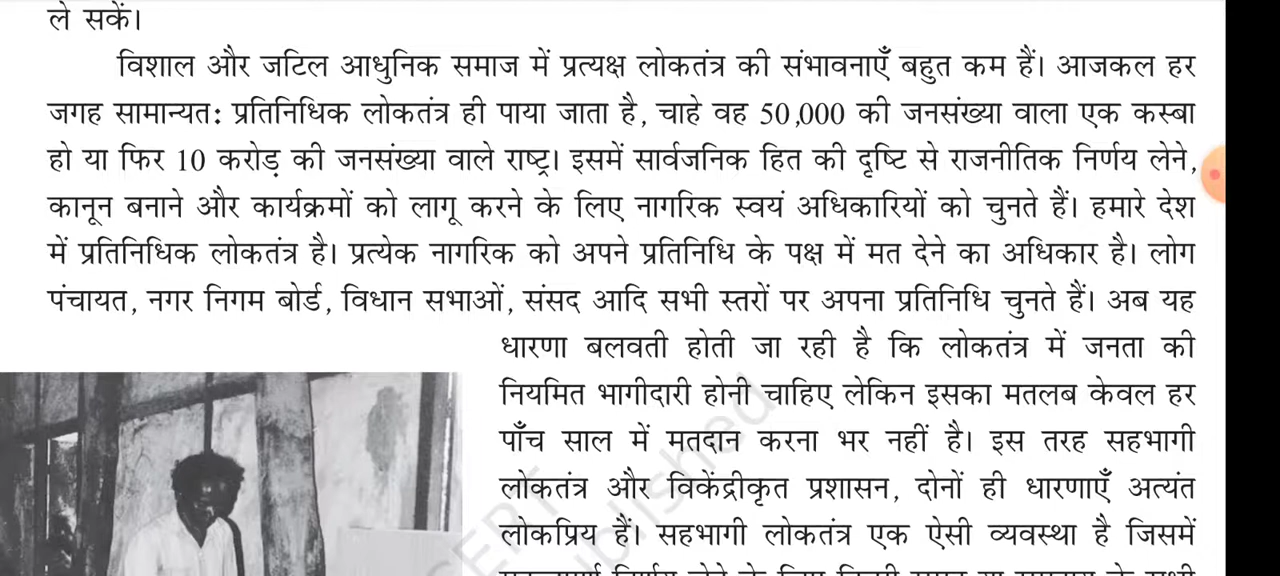 ले सकें।
विशाल और जटिल आधुनिक समाज में प्रत्यक्ष लोकतंत्र की संभावनाएँ बहुत कम हैं। आजकल हर
जगह सामान्यत: प्रतिनिधिक लोकतंत्र ही पाया जाता है, चाहे वह 50,000 की जनसंख्या वाला एक कस्बा
हो या फिर 10 करोड़ की जनसंख्या वाले राष्ट्र। इसमें सार्वजनिक हित की दृष्टि से राजनीतिक निर्णय लेने,
कानून बनाने और कार्यक्रमों को लागू करने के लिए नागरिक स्वयं अधिकारियों को चुनते हैं। हमारे देश
में प्रतिनिधिक लोकतंत्र है। प्रत्येक नागरिक को अपने प्रतिनिधि के पक्ष में मत देने का अधिकार है। लोग
पंचायत, नगर निगम बोर्ड, विधान सभाओं, संसद आदि सभी स्तरों पर अपना प्रतिनिधि चुनते हैं। अब यह
धारणा बलवती होती जा रही है कि लोकतंत्र में जनता की
नियमित भागीदारी होनी चाहिए लेकिन इसका मतलब केवल हर
पाँच साल में मतदान करना भर नहीं है। इस तरह सहभागी
लोकतंत्र और विकेंद्रीकृत प्रशासन, दोनों ही धारणाएँ अत्यंत
लोकप्रिय हैं। सहभागी लोकतंत्र एक ऐसी व्यवस्था है जिसमें